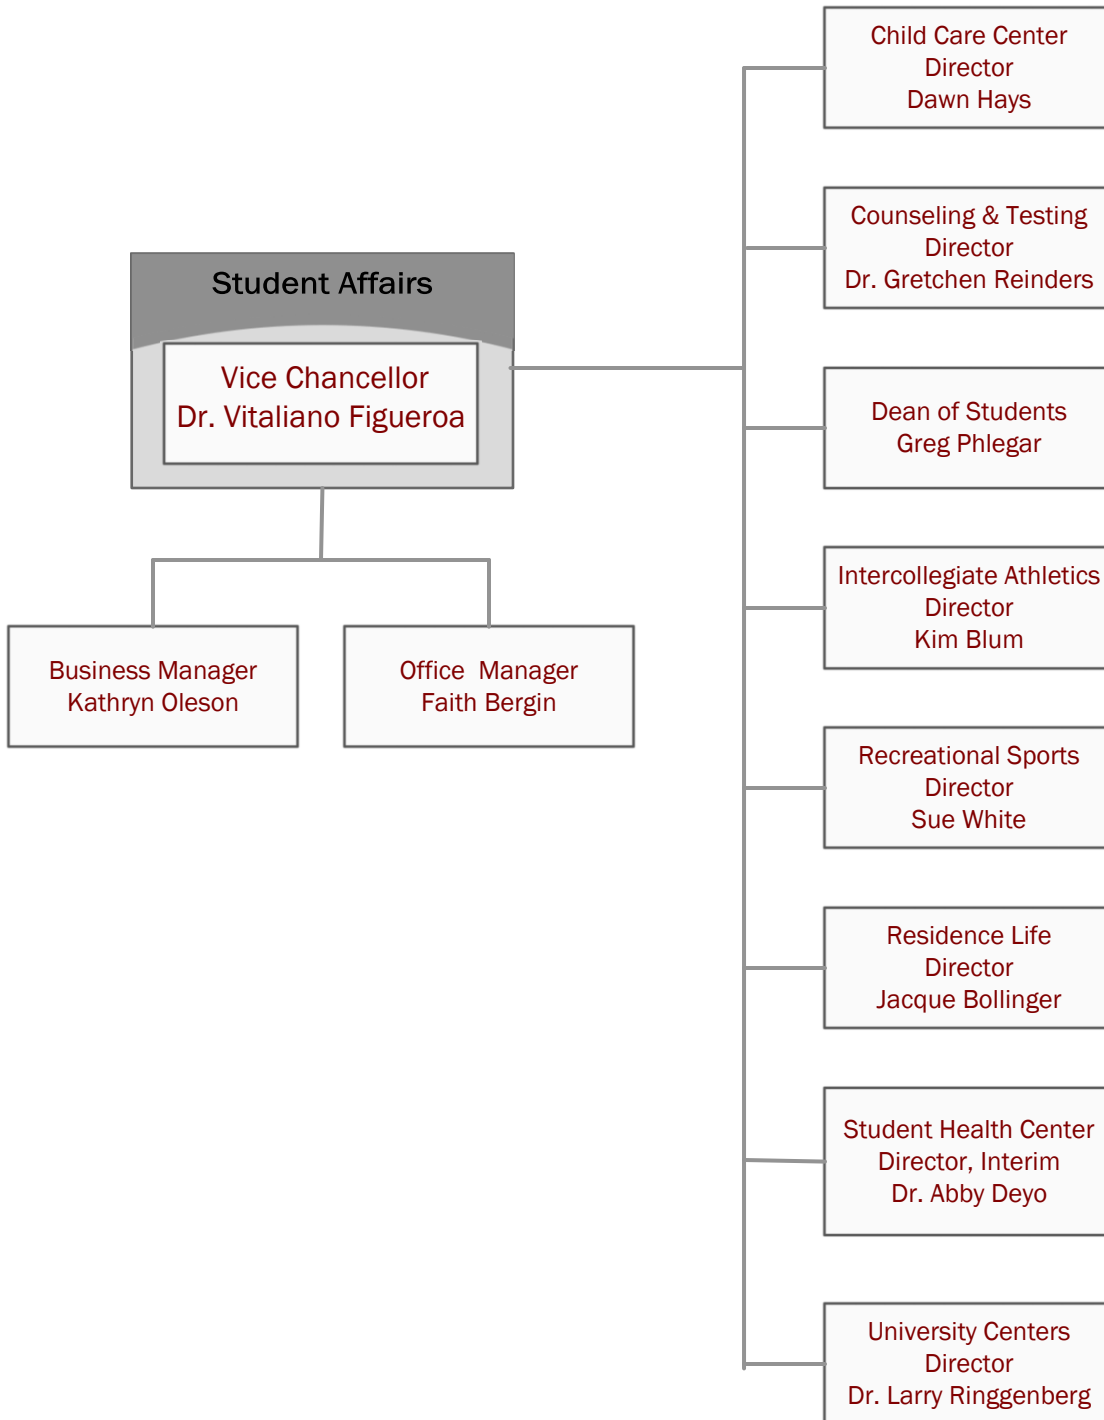 Child Care Center
Director
Dawn Hays
Counseling & Testing
Director
Dr. Gretchen Reinders
Student Affairs
Vice Chancellor
Dr. Vitaliano Figueroa
Dean of Students
Greg Phlegar
Intercollegiate Athletics
Director
Kim Blum
Business Manager
Kathryn Oleson
Office  Manager
Faith Bergin
Recreational Sports
Director
Sue White
Residence Life
Director
Jacque Bollinger
Student Health Center
Director, Interim
Dr. Abby Deyo
University Centers
Director
Dr. Larry Ringgenberg